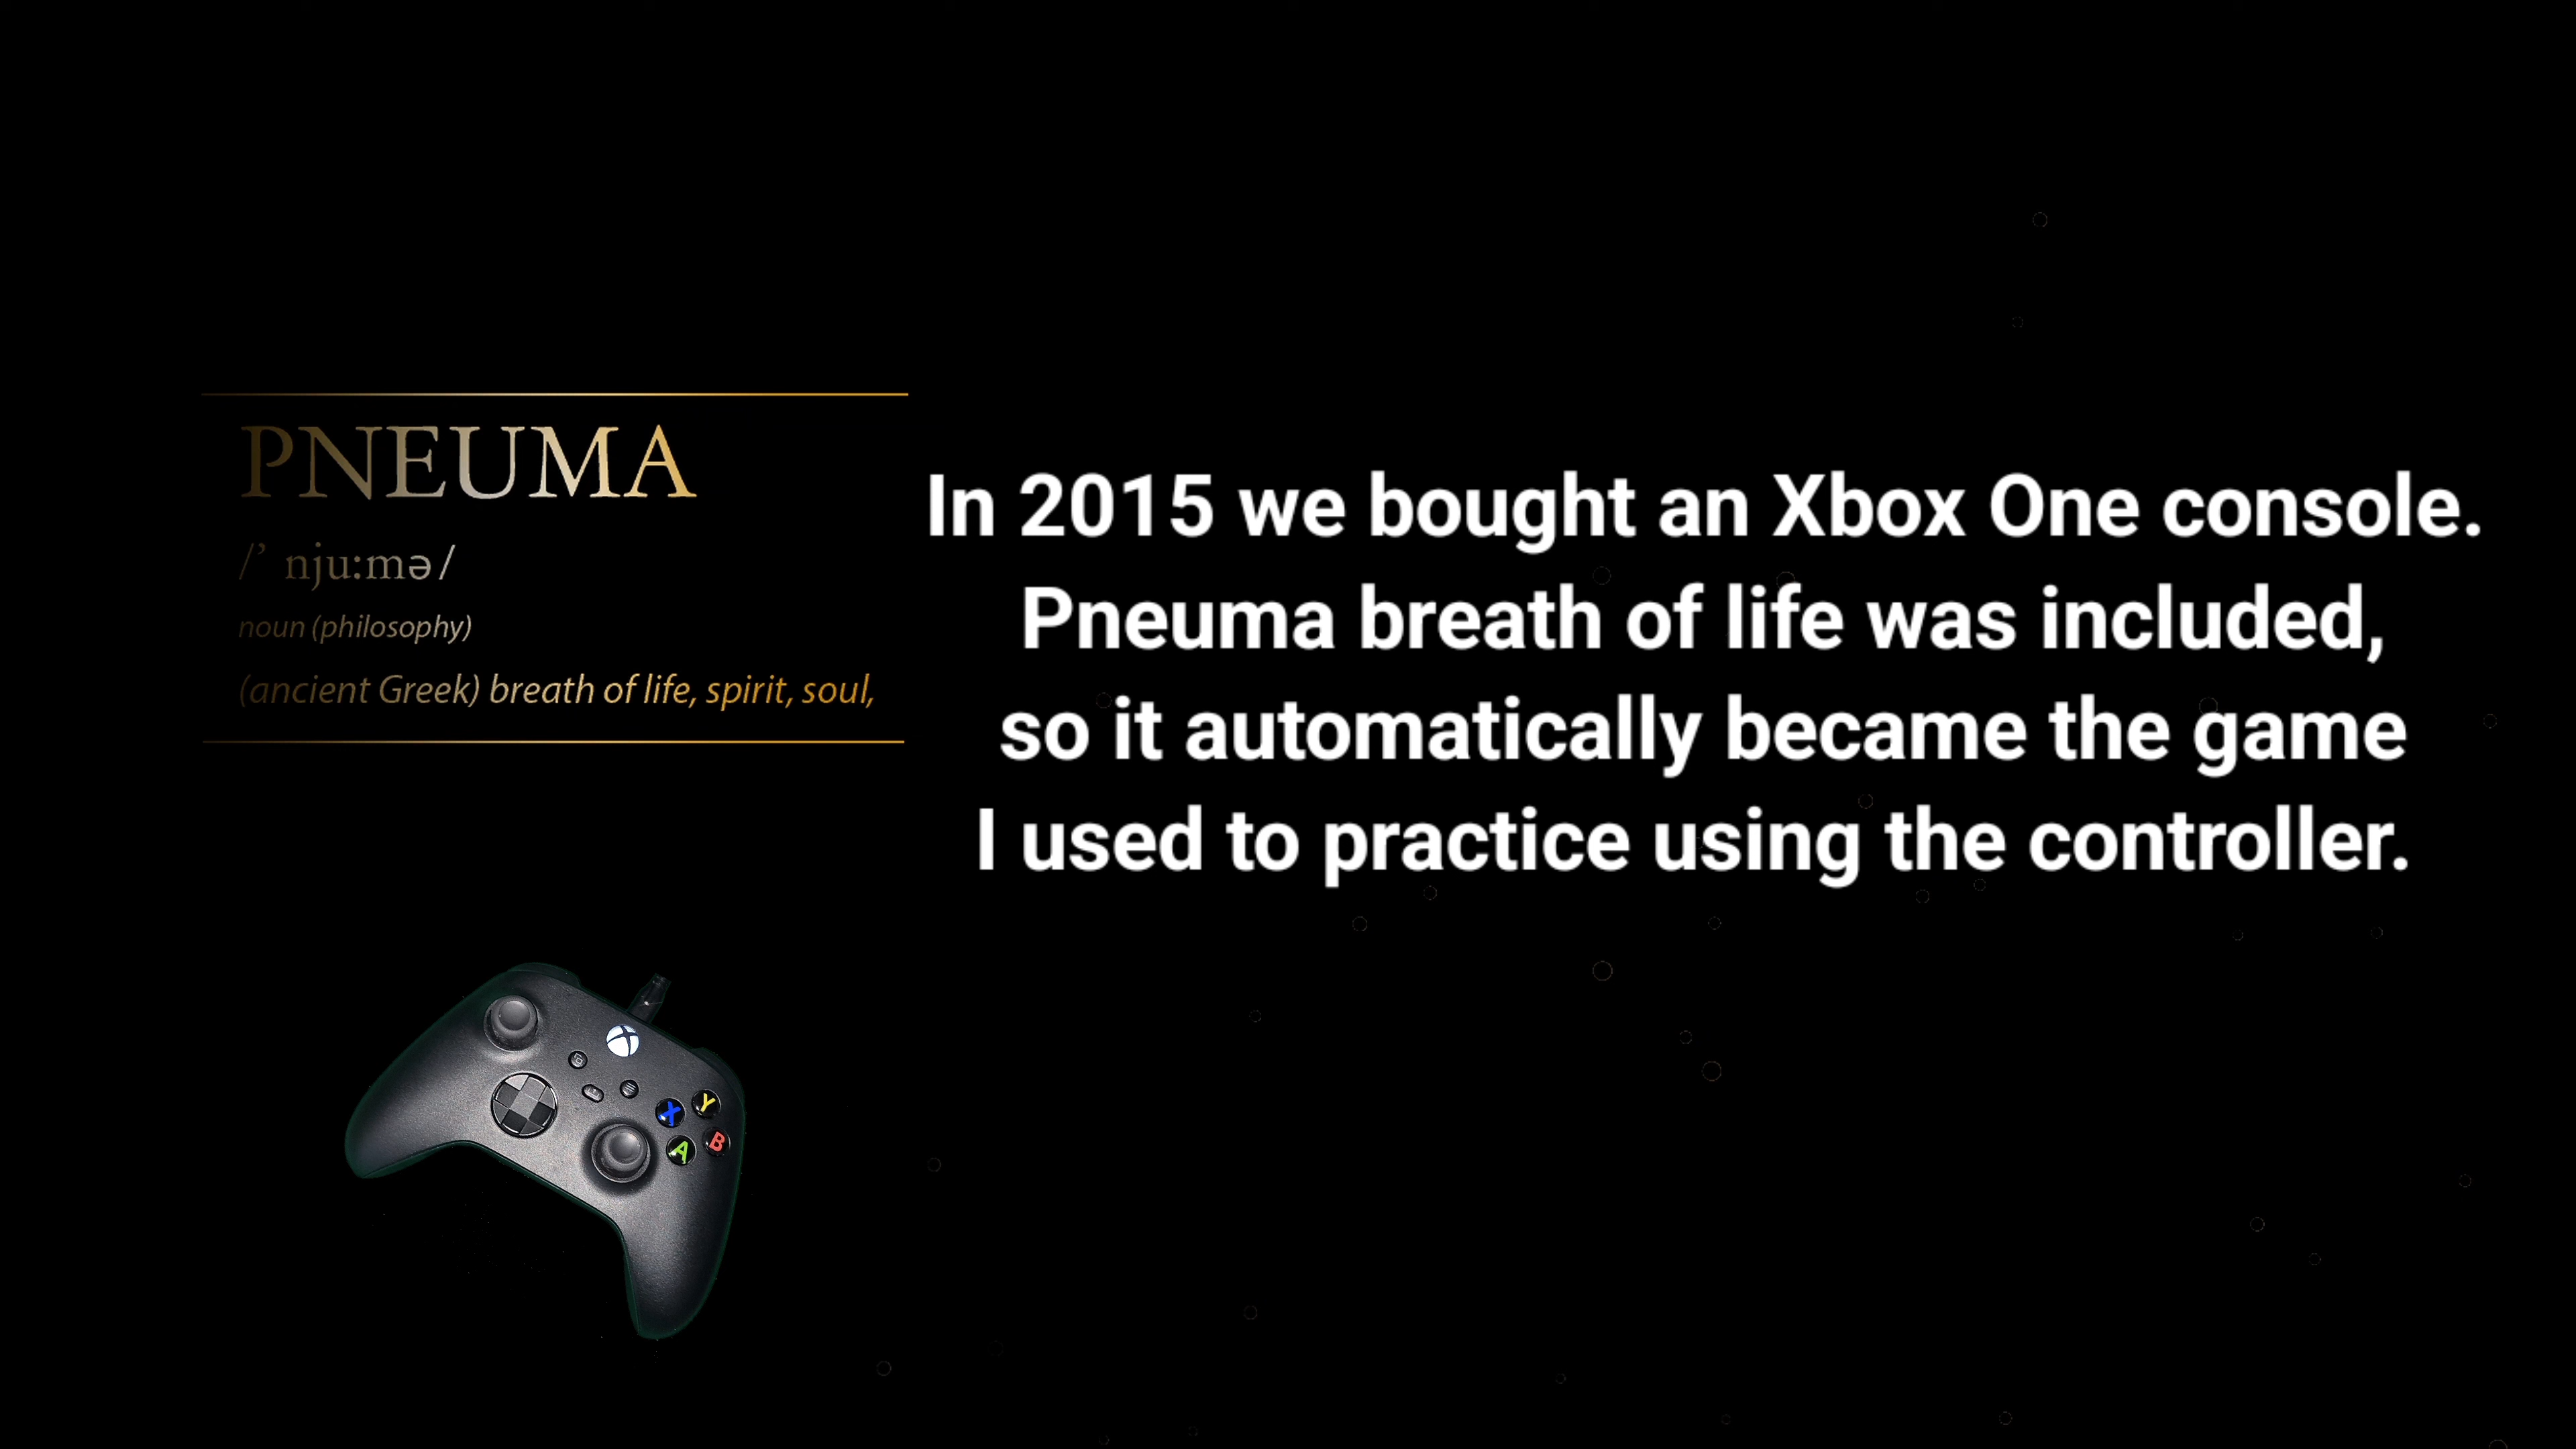 PNEUMA
/’ nju:mə/
noun (philosophy)
(ancient Greek) breath of life, spirit, soul,
In 2015 we bought an Xbox One console.
Pneuma breath of life was included,
so it automatically became the game
I used to practice using the controller.
X Y
A B